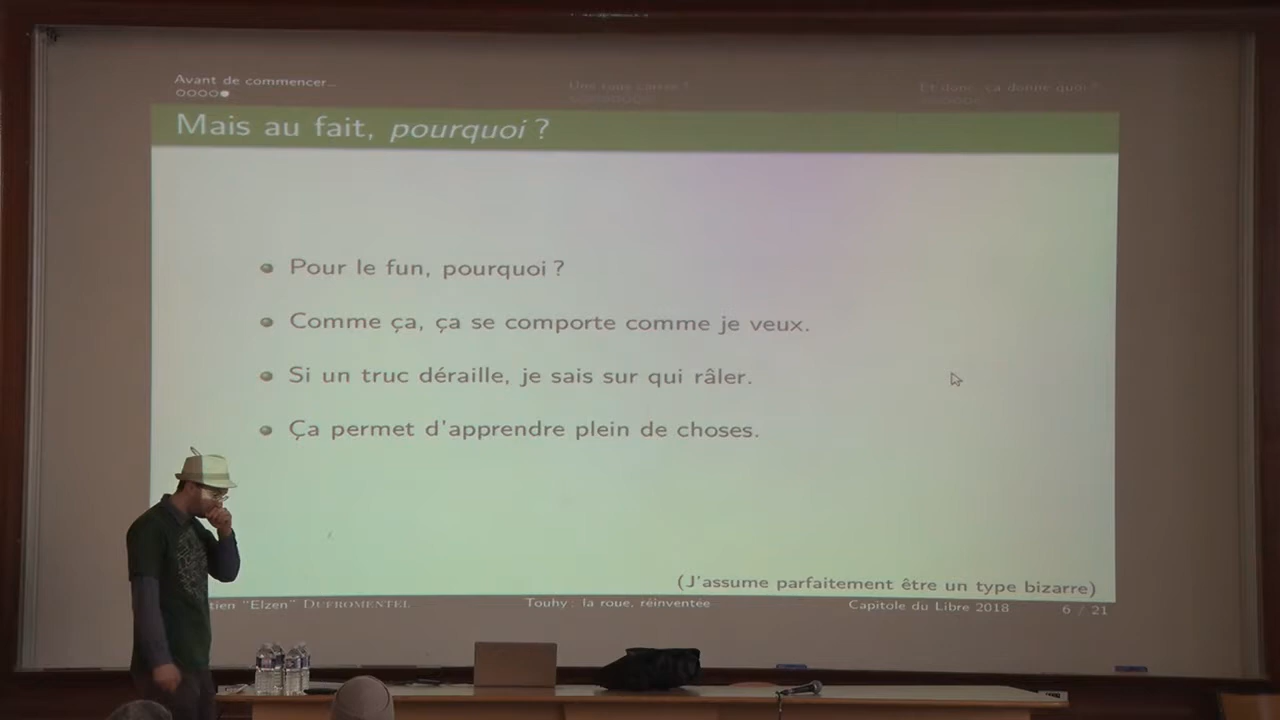 Avant de commencer...
Une roue carrée ?
Et donc, ça donne quoi ?
Mais au fait, pourquoi ?
Pour le fun, pourquoi ?
Comme ça, ça se comporte comme je veux.
Si un truc déraille, je sais sur qui râler.
Ça permet d'apprendre plein de choses.
(J'assume parfaitement être un type bizarre)
tien "Elzen" DUFROMENTEL
Touhy : la roue, réinventée
Capitole du Libre 2018
6 / 21